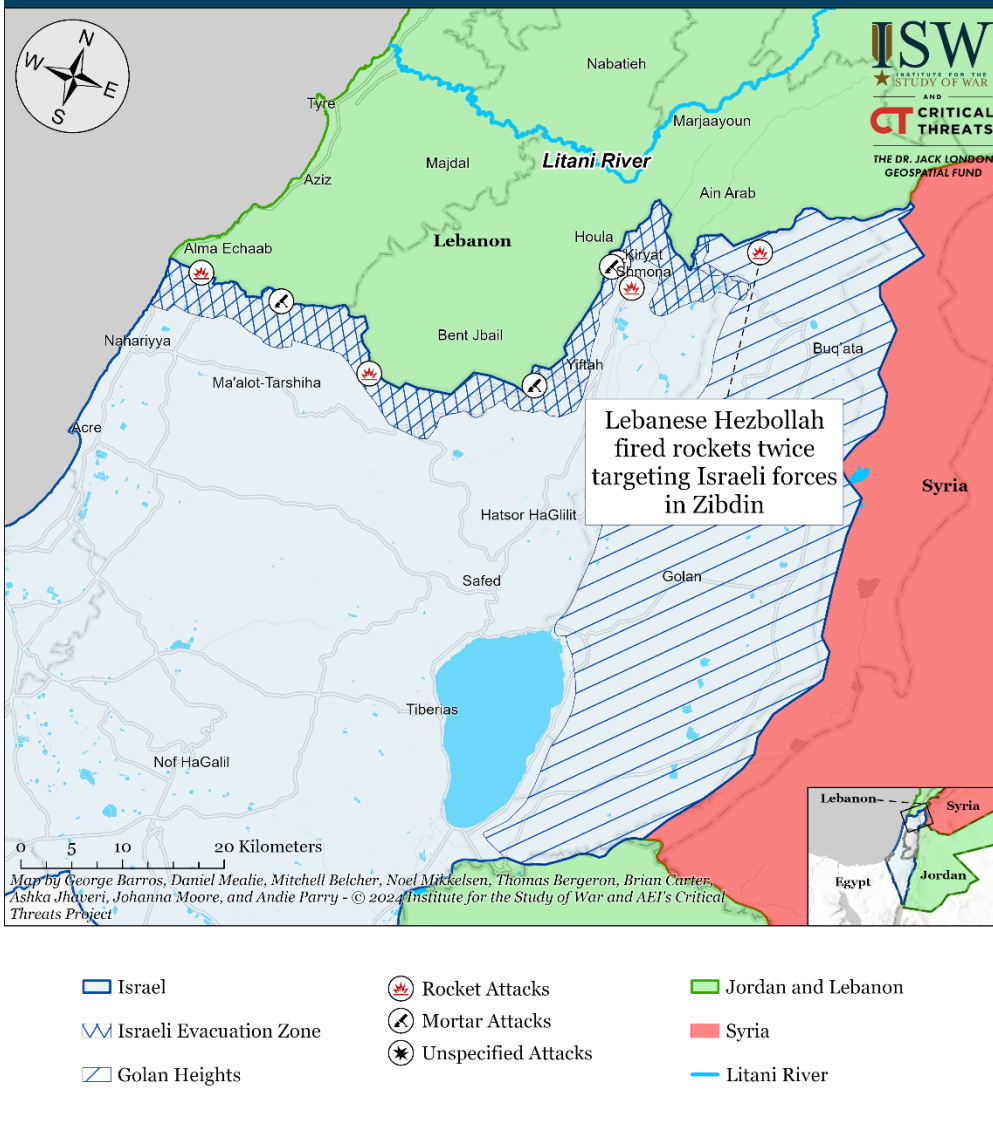 N
W
E
S
ISW
INSTITUTE FOR THE
STUDY OF WAR
AND
CT CRITICAL
THREATS
THE DR. JACK LONDON
GEOSPATIAL FUND
Nabatieh
Tyre
Marjaayoun
Majdal
Litani River
Aziz
Ain Arab
Alma Echaab
Lebanon
Houla
Kiryat
Shmona
Nahariyya
Bent Jbail
Buq'ata
Yiftah
Ma'alot-Tarshiha
Acre
Lebanese Hezbollah
fired rockets twice
targeting Israeli forces
in Zibdin
Syria
Hatsor HaGlilit
Safed
Golan
Tiberias
Nof HaGalil
0 5 10 20 Kilometers
Map by George Barros, Daniel Mealie, Mitchell Belcher, Noel Mikkelsen, Thomas Bergeron, Brian Carter,
Ashka Jhaveri, Johanna Moore, and Andie Parry - © 2024 Institute for the Study of War and AEI's Critical
Threats Project
Lebanon
Syria
Egypt
Jordan
Israel
Israeli Evacuation Zone
Golan Heights
Rocket Attacks
Mortar Attacks
Unspecified Attacks
Jordan and Lebanon
Syria
Litani River